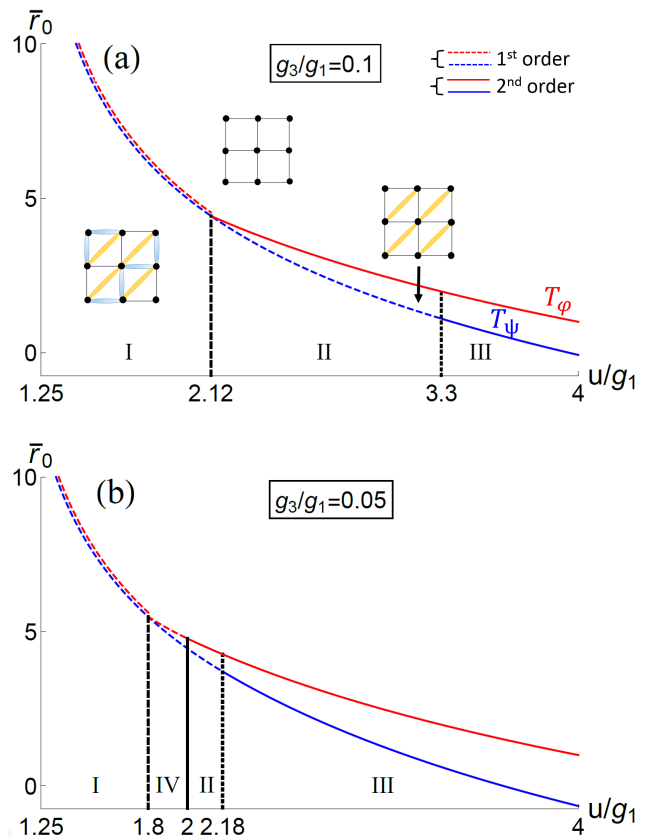 r̄₀
(a)
g₃/g₁=0.1
1ˢᵗ order
2ⁿᵈ order
10
5
0
T_φ
T_ψ
I
II
III
u/g₁
1.25
2.12
3.3
4
r̄₀
(b)
g₃/g₁=0.05
10
5
0
I
IV
II
III
u/g₁
1.25
1.8
2
2.18
4